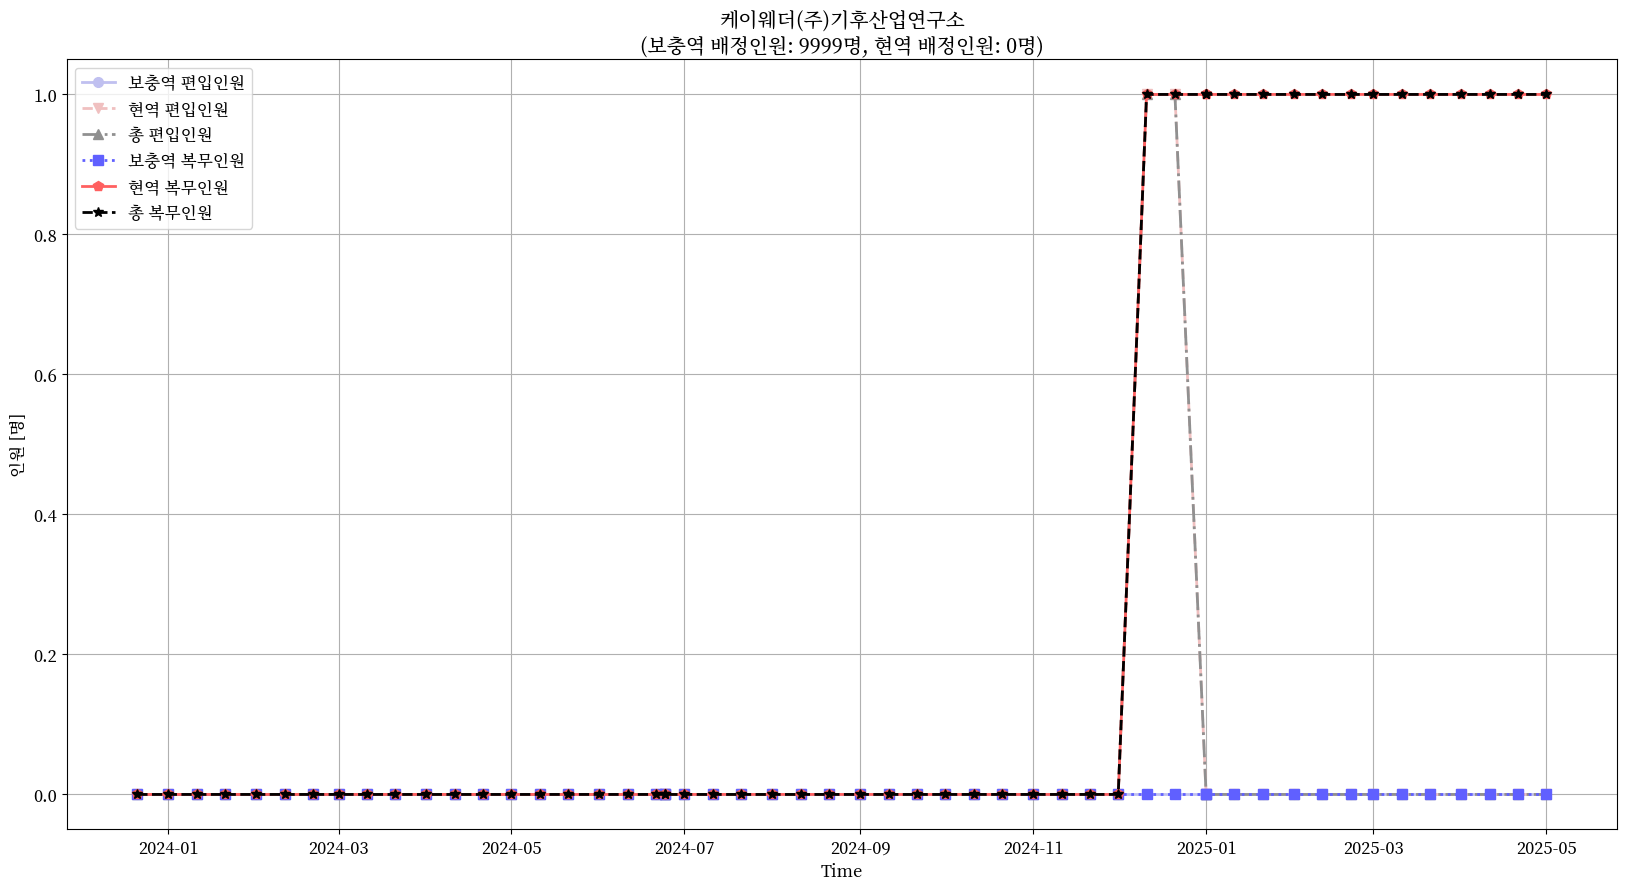 케이웨더(주)기후산업연구소
(보충역 배정인원: 9999명, 현역 배정인원: 0명)
보충역 편입인원
현역 편입인원
총 편입인원
보충역 복무인원
현역 복무인원
총 복무인원
1.0
0.8
0.6
0.4
0.2
0.0
인원 [명]
2024-01
2024-03
2024-05
2024-07
2024-09
2024-11
2025-01
2025-03
2025-05
Time